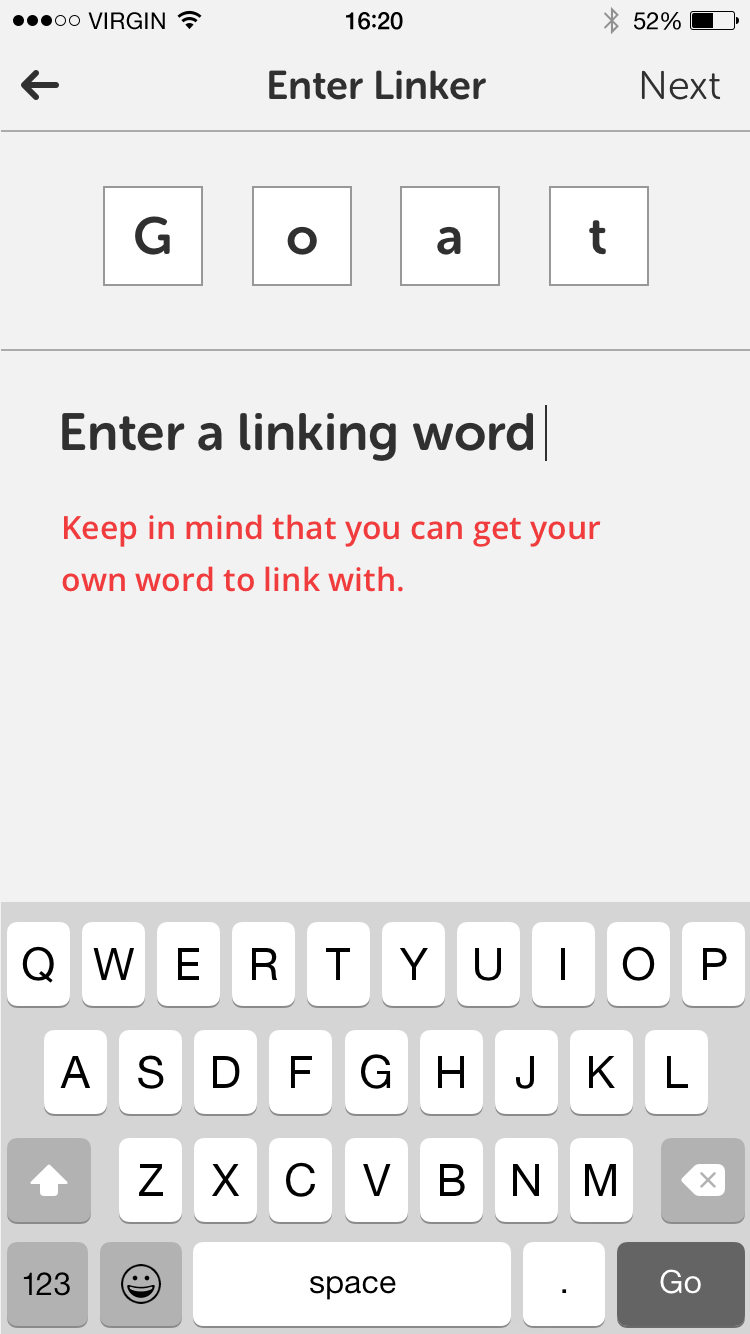 VIRGIN 16:20 52%
Enter Linker Next
G o a t
Enter a linking word
Keep in mind that you can get your
own word to link with.
Q W E R T Y U I O P
A S D F G H J K L
Z X C V B N M
123 space . Go